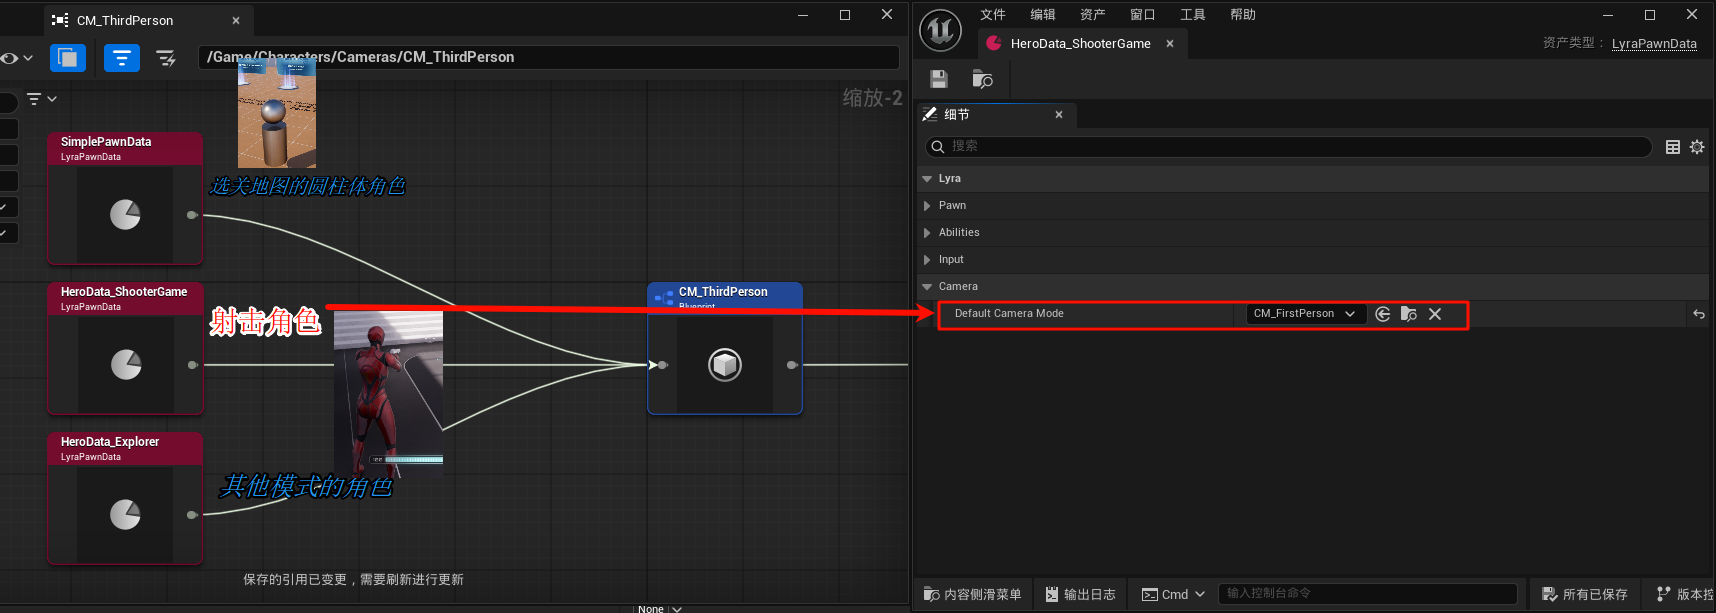 CM_ThirdPerson
/Game/Characters/Cameras/CM_ThirdPerson
缩放-2
SimplePawnData
LyraPawnData
选关地图的圆柱体角色
HeroData_ShooterGame
LyraPawnData
射击角色
CM_ThirdPerson
Blueprint
HeroData_Explorer
LyraPawnData
其他模式的角色
保存的引用已变更，需要刷新进行更新
None
文件 编辑 资产 窗口 工具 帮助
HeroData_ShooterGame
资产类型： LyraPawnData
细节
搜索
Lyra
Pawn
Abilities
Input
Camera
Default Camera Mode CM_FirstPerson
内容侧滑菜单 输出日志 Cmd 输入控制台命令 所有已保存 版本控